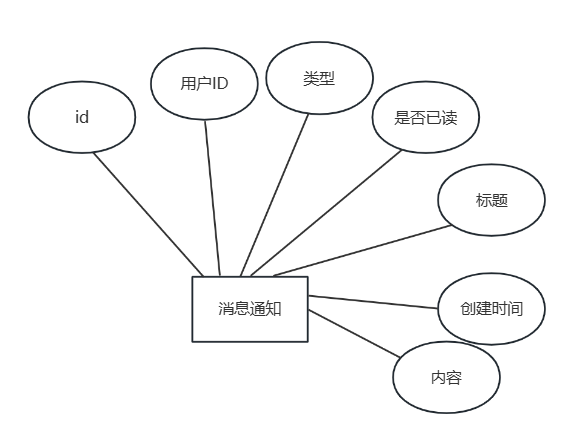 id
用户ID
类型
是否已读
标题
消息通知
创建时间
内容